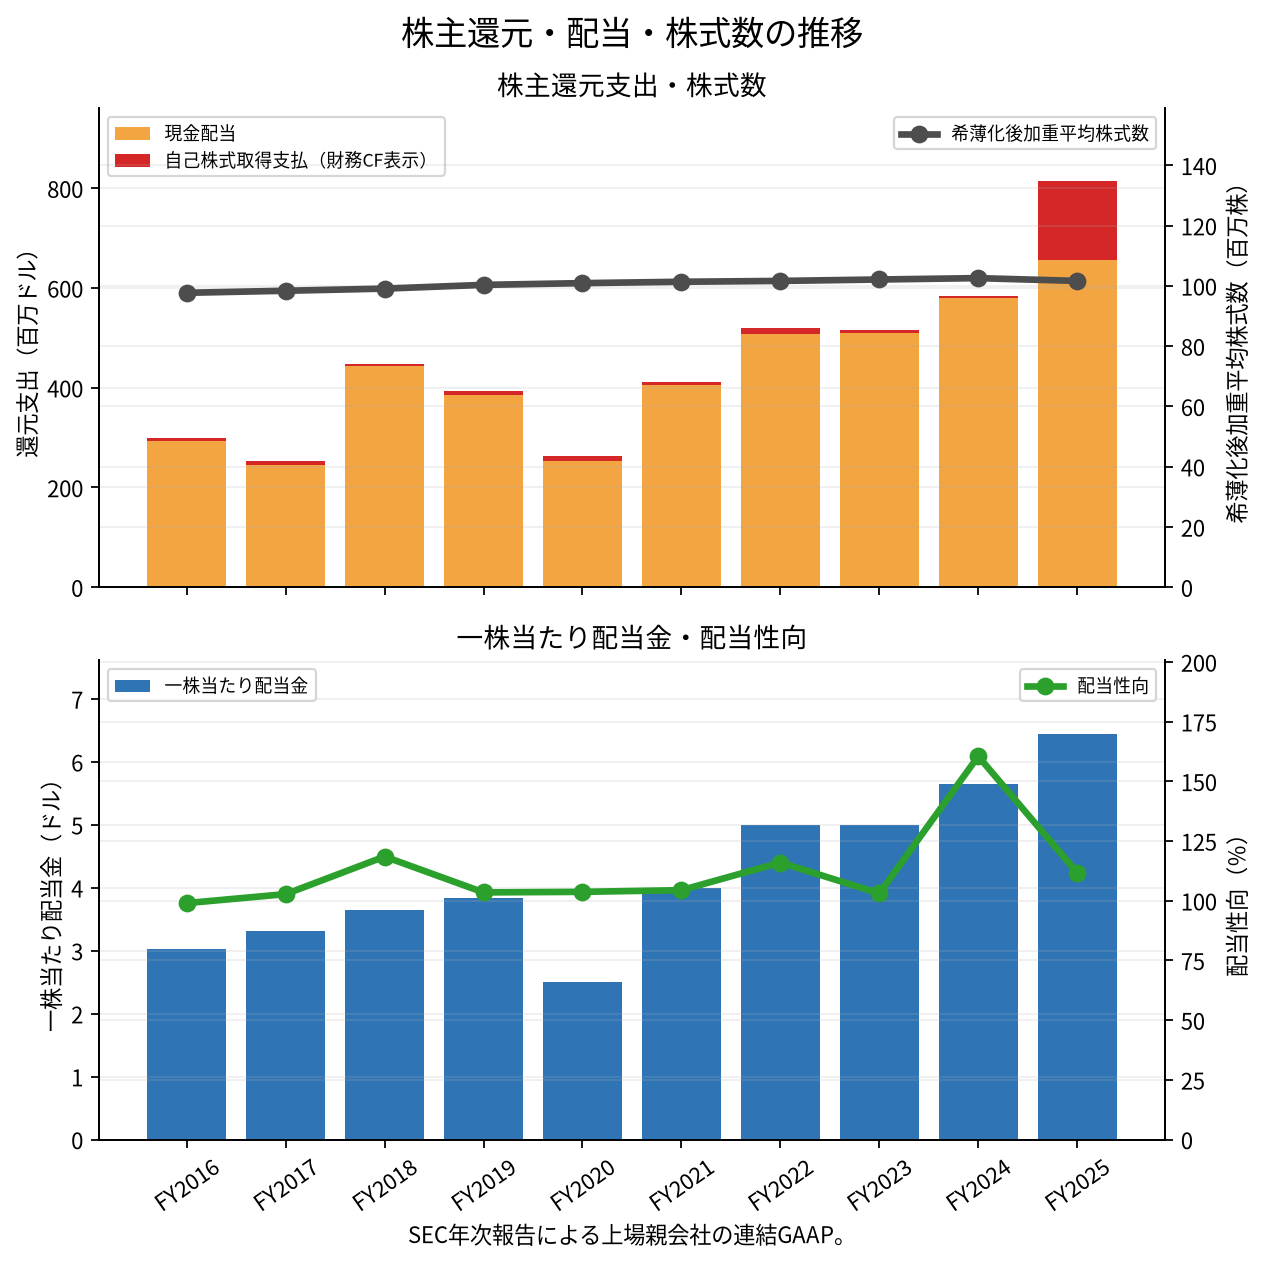 株主還元・配当・株式数の推移
株主還元支出・株式数
現金配当
自己株式取得支払（財務CF表示）
希薄化後加重平均株式数
還元支出（百万ドル）
800
600
400
200
0
140
120
100
80
60
40
20
0
希薄化後加重平均株式数（百万株）
一株当たり配当金・配当性向
一株当たり配当金
配当性向
一株当たり配当金（ドル）
7
6
5
4
3
2
1
0
200
175
150
125
100
75
50
25
0
配当性向（%）
FY2016
FY2017
FY2018
FY2019
FY2020
FY2021
FY2022
FY2023
FY2024
FY2025
SEC年次報告による上場親会社の連結GAAP。